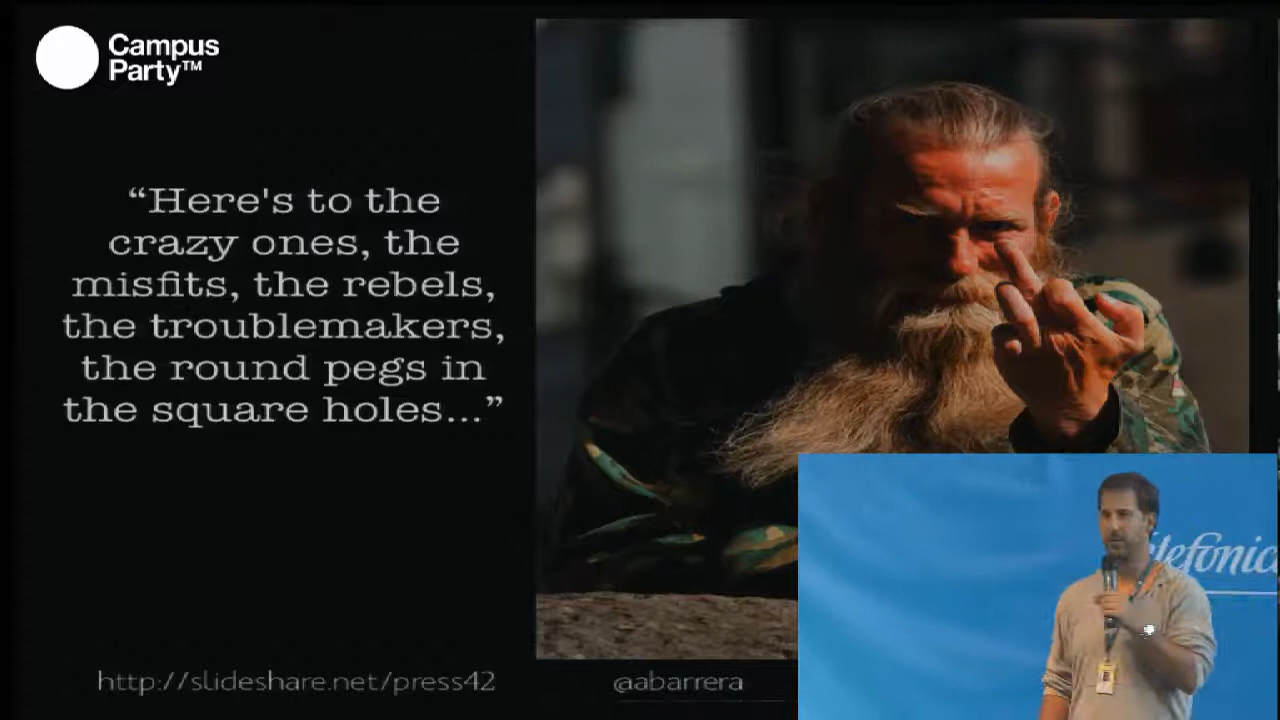 Campus
Party™
“Here's to the
crazy ones, the
misfits, the rebels,
the troublemakers,
the round pegs in
the square holes...”
http://slideshare.net/press42
@abarrera